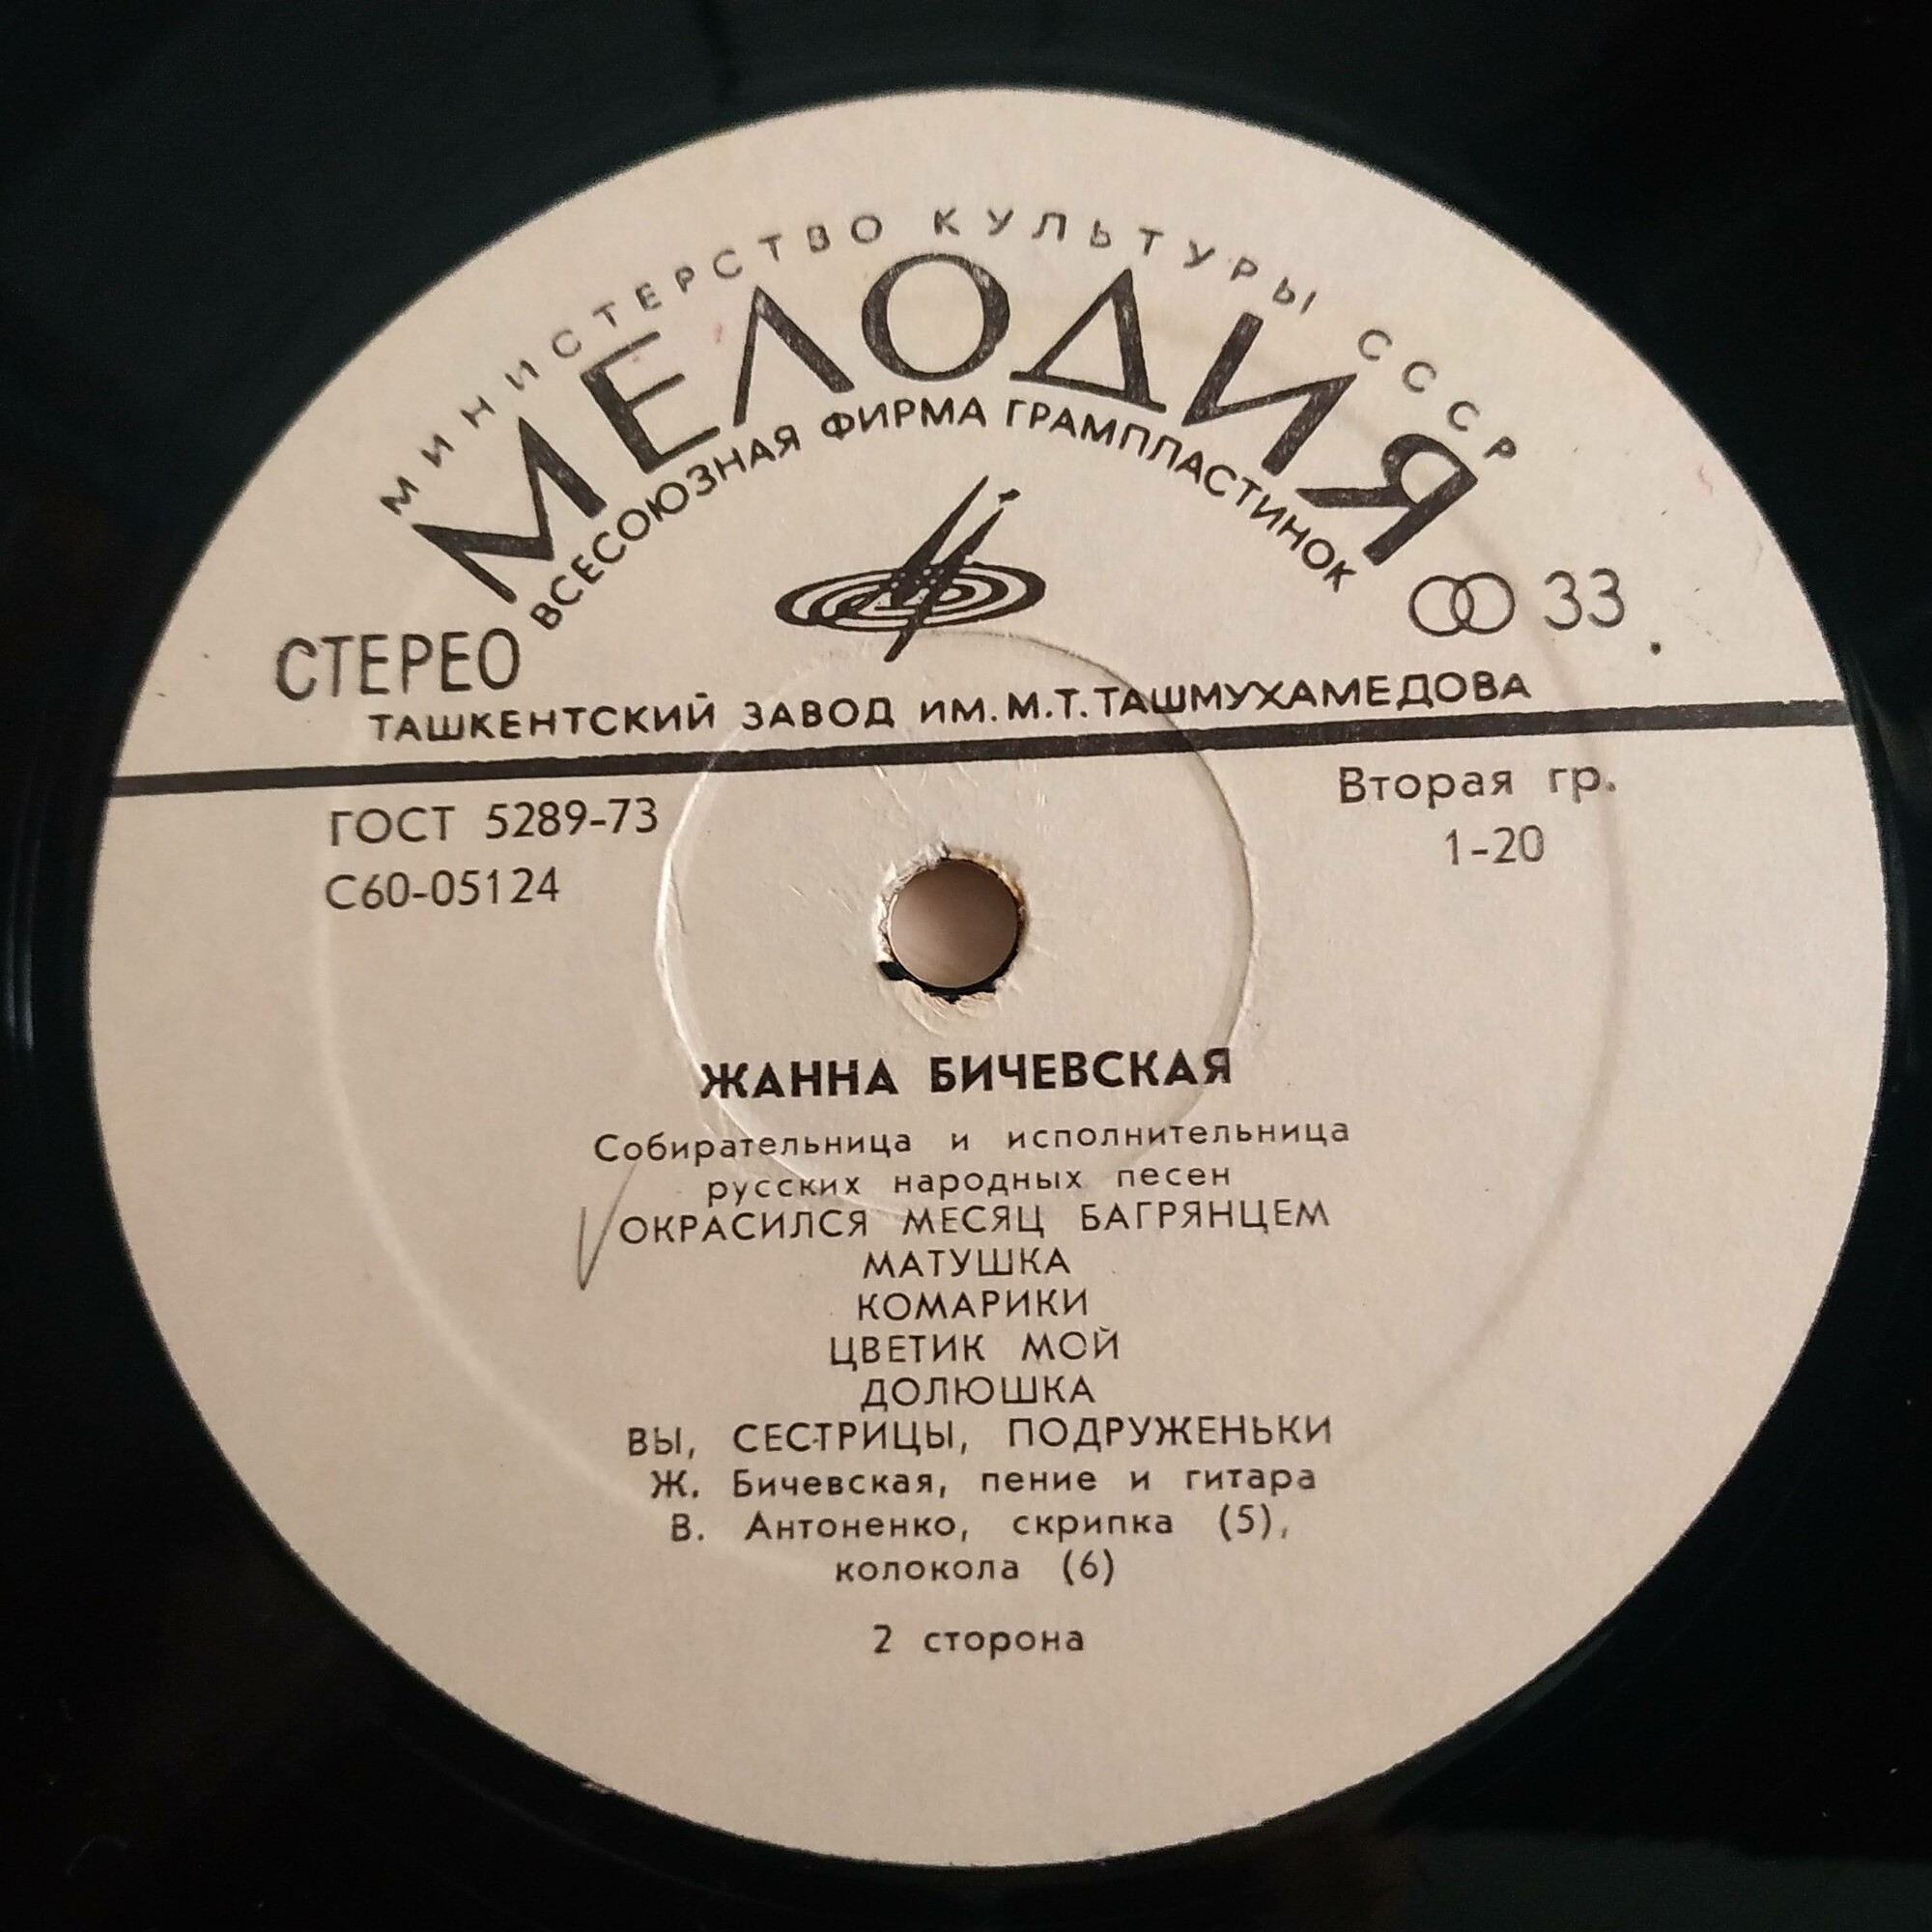 МИНИСТЕРСТВО КУЛЬТУРЫ СССР
МЕЛОДИЯ
ВСЕСОЮЗНАЯ ФИРМА ГРАМПЛАСТИНОК
СТЕРЕО
33
ТАШКЕНТСКИЙ ЗАВОД ИМ. М.Т. ТАШМУХАМЕДОВА
ГОСТ 5289-73
Вторая гр.
С60-05124
1-20
ЖАННА БИЧЕВСКАЯ
Собирательница и исполнительница
русских народных песен
ОКРАСИЛСЯ МЕСЯЦ БАГРЯНЦЕМ
МАТУШКА
КОМАРИКИ
ЦВЕТИК МОЙ
ДОЛЮШКА
ВЫ, СЕСТРИЦЫ, ПОДРУЖЕНЬКИ
Ж. Бичевская, пение и гитара
В. Антоненко, скрипка (5),
колокола (6)
2 сторона